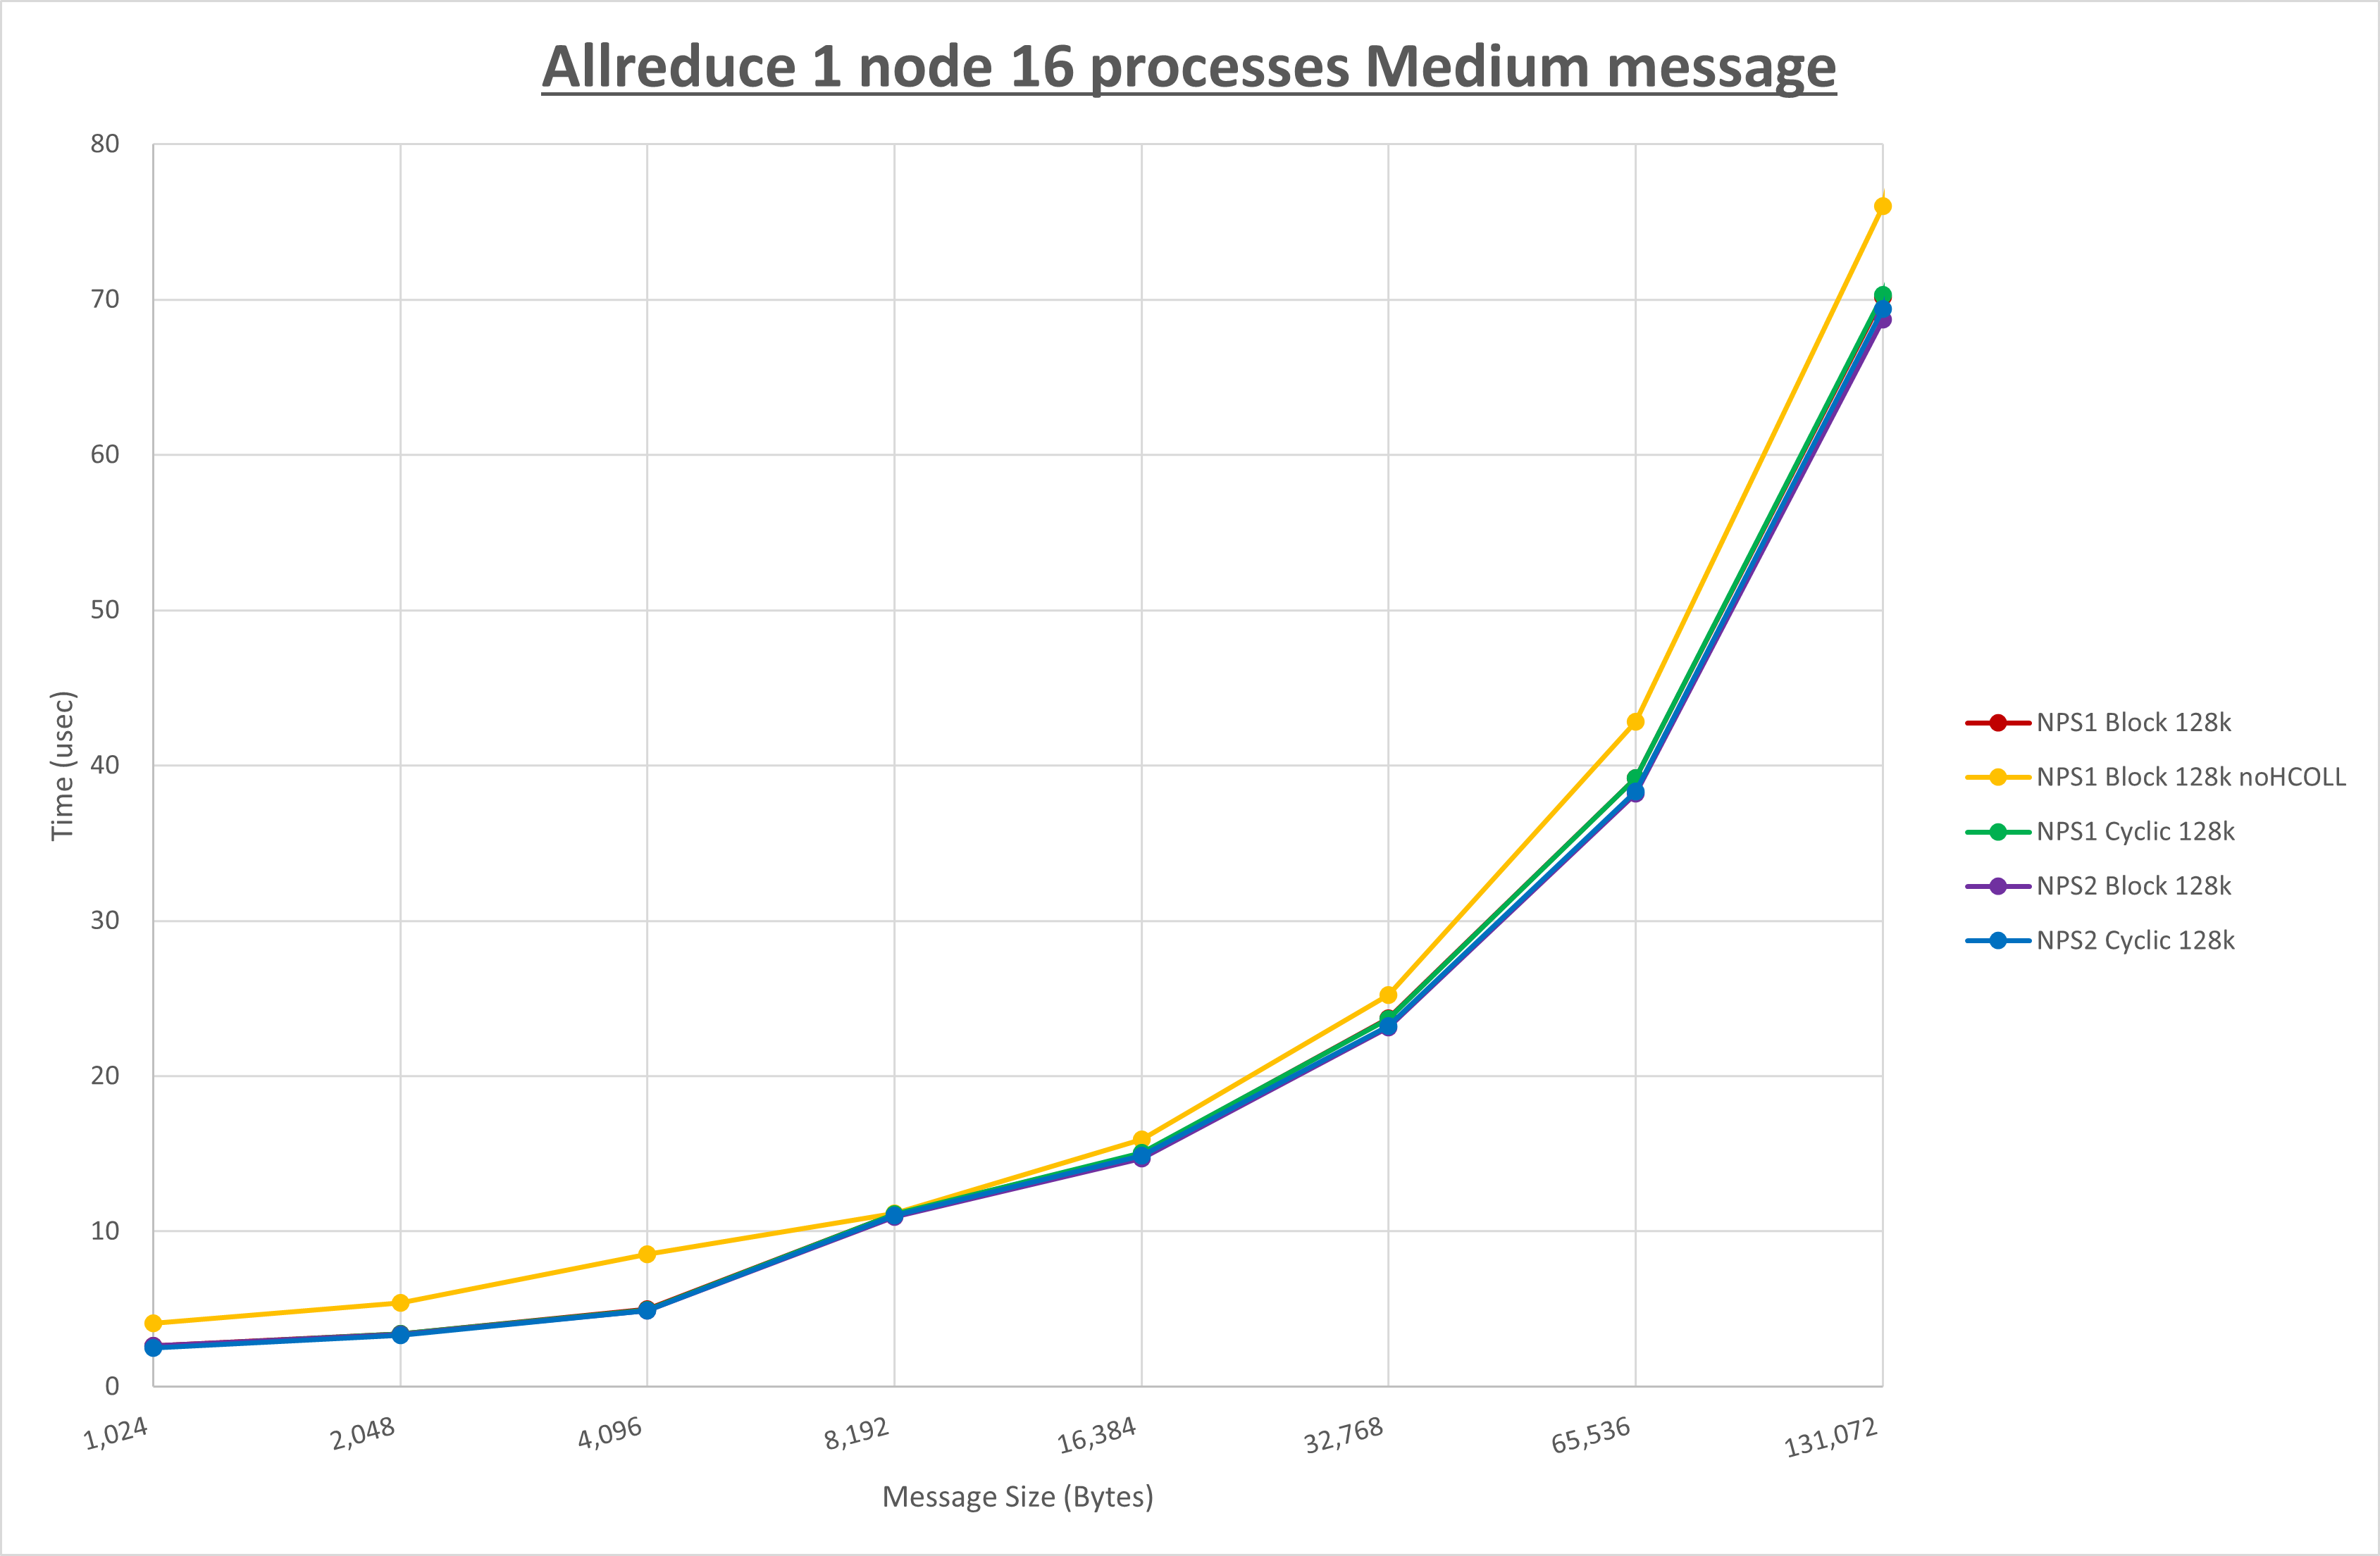 Allreduce 1 node 16 processes Medium message
80
70
60
50
40
30
20
10
0
Time (usec)
1,024
2,048
4,096
8,192
16,384
32,768
65,536
131,072
Message Size (Bytes)
NPS1 Block 128k
NPS1 Block 128k noHCOLL
NPS1 Cyclic 128k
NPS2 Block 128k
NPS2 Cyclic 128k